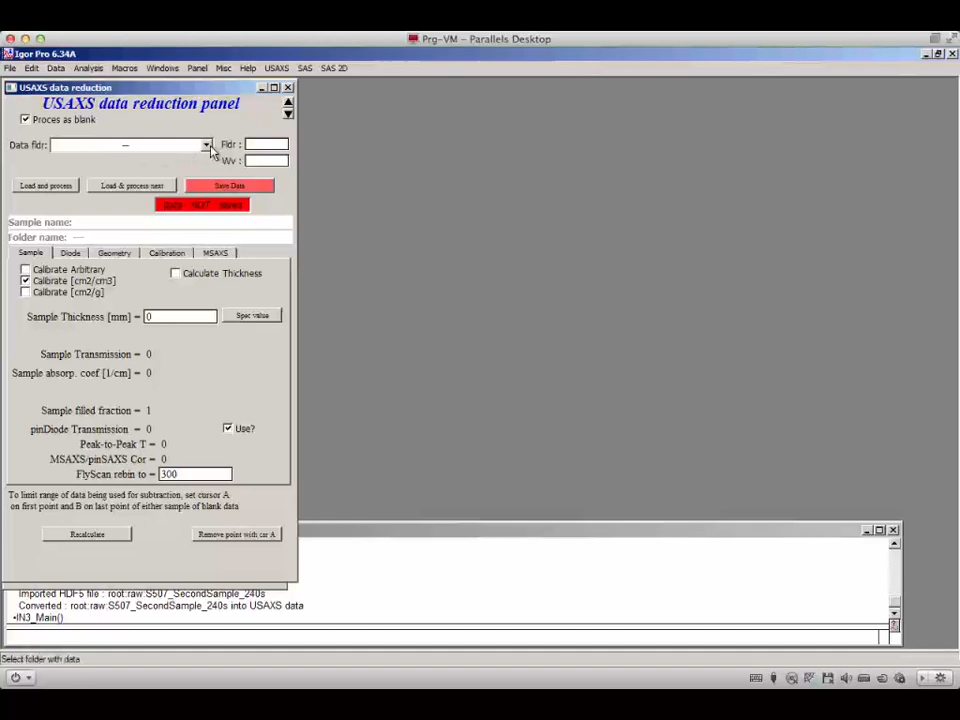 Prg-VM – Parallels Desktop
Igor Pro 6.34A
File Edit Data Analysis Macros Windows Panel Misc Help USAXS SAS SAS 2D
USAXS data reduction
USAXS data reduction panel
Proces as blank
Data fldr: --- Fldr :
Wv :
Load and process Load & process next Save Data
Data NOT saved
Sample name:
Folder name: ---
Sample Diode Geometry Calibration MSAXS
Calibrate Arbitrary
Calculate Thickness
Calibrate [cm2/cm3]
Calibrate [cm2/g]
Sample Thickness [mm] = 0 Spec value
Sample Transmission = 0
Sample absorp. coef [1/cm] = 0
Sample filled fraction = 1
pinDiode Transmission = 0 Use?
Peak-to-Peak T = 0
MSAXS/pinSAXS Cor = 0
FlyScan rebin to = 300
To limit range of data being used for subtraction, set cursor A
on first point and B on last point of either sample of blank data
Recalculate Remove point with csr A
Imported HDF5 file : root:raw:S507_SecondSample_240s
Converted : root:raw:S507_SecondSample_240s into USAXS data
•IN3_Main()
Select folder with data